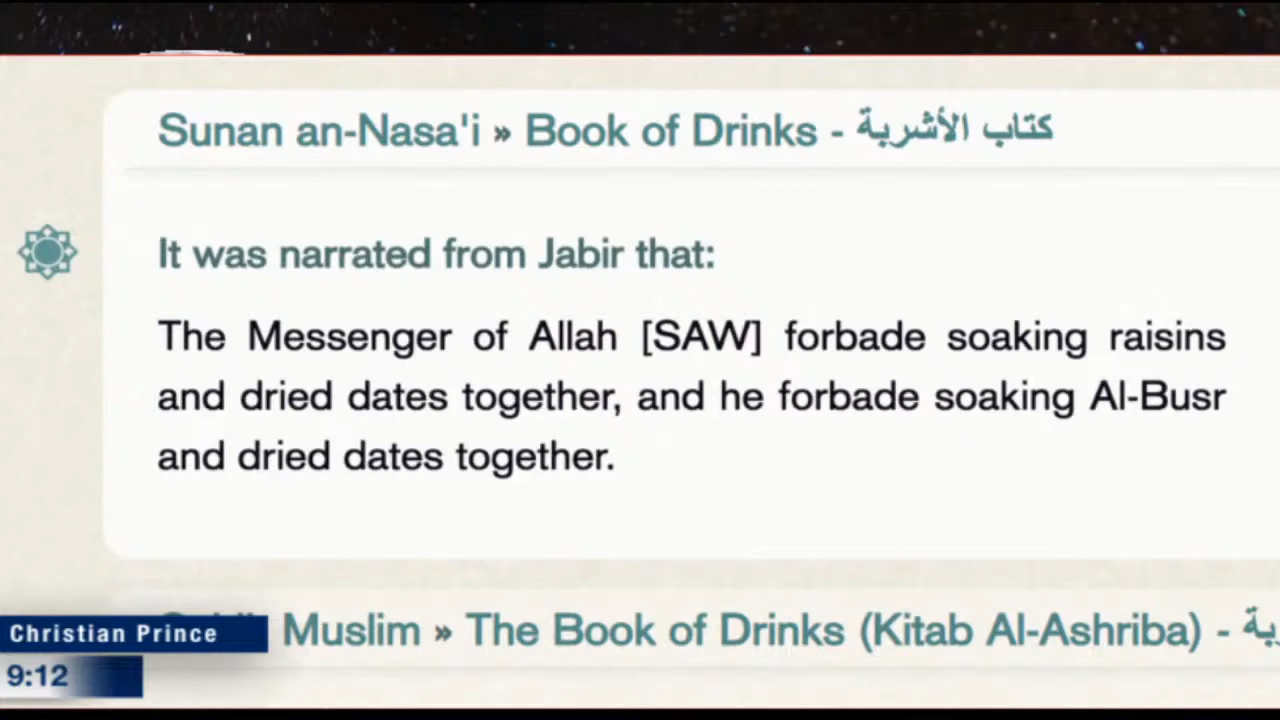 Sunan an-Nasa'i » Book of Drinks - كتاب الأشربة
It was narrated from Jabir that:
The Messenger of Allah [SAW] forbade soaking raisins
and dried dates together, and he forbade soaking Al-Busr
and dried dates together.
Muslim » The Book of Drinks (Kitab Al-Ashriba) -
Christian Prince
9:12